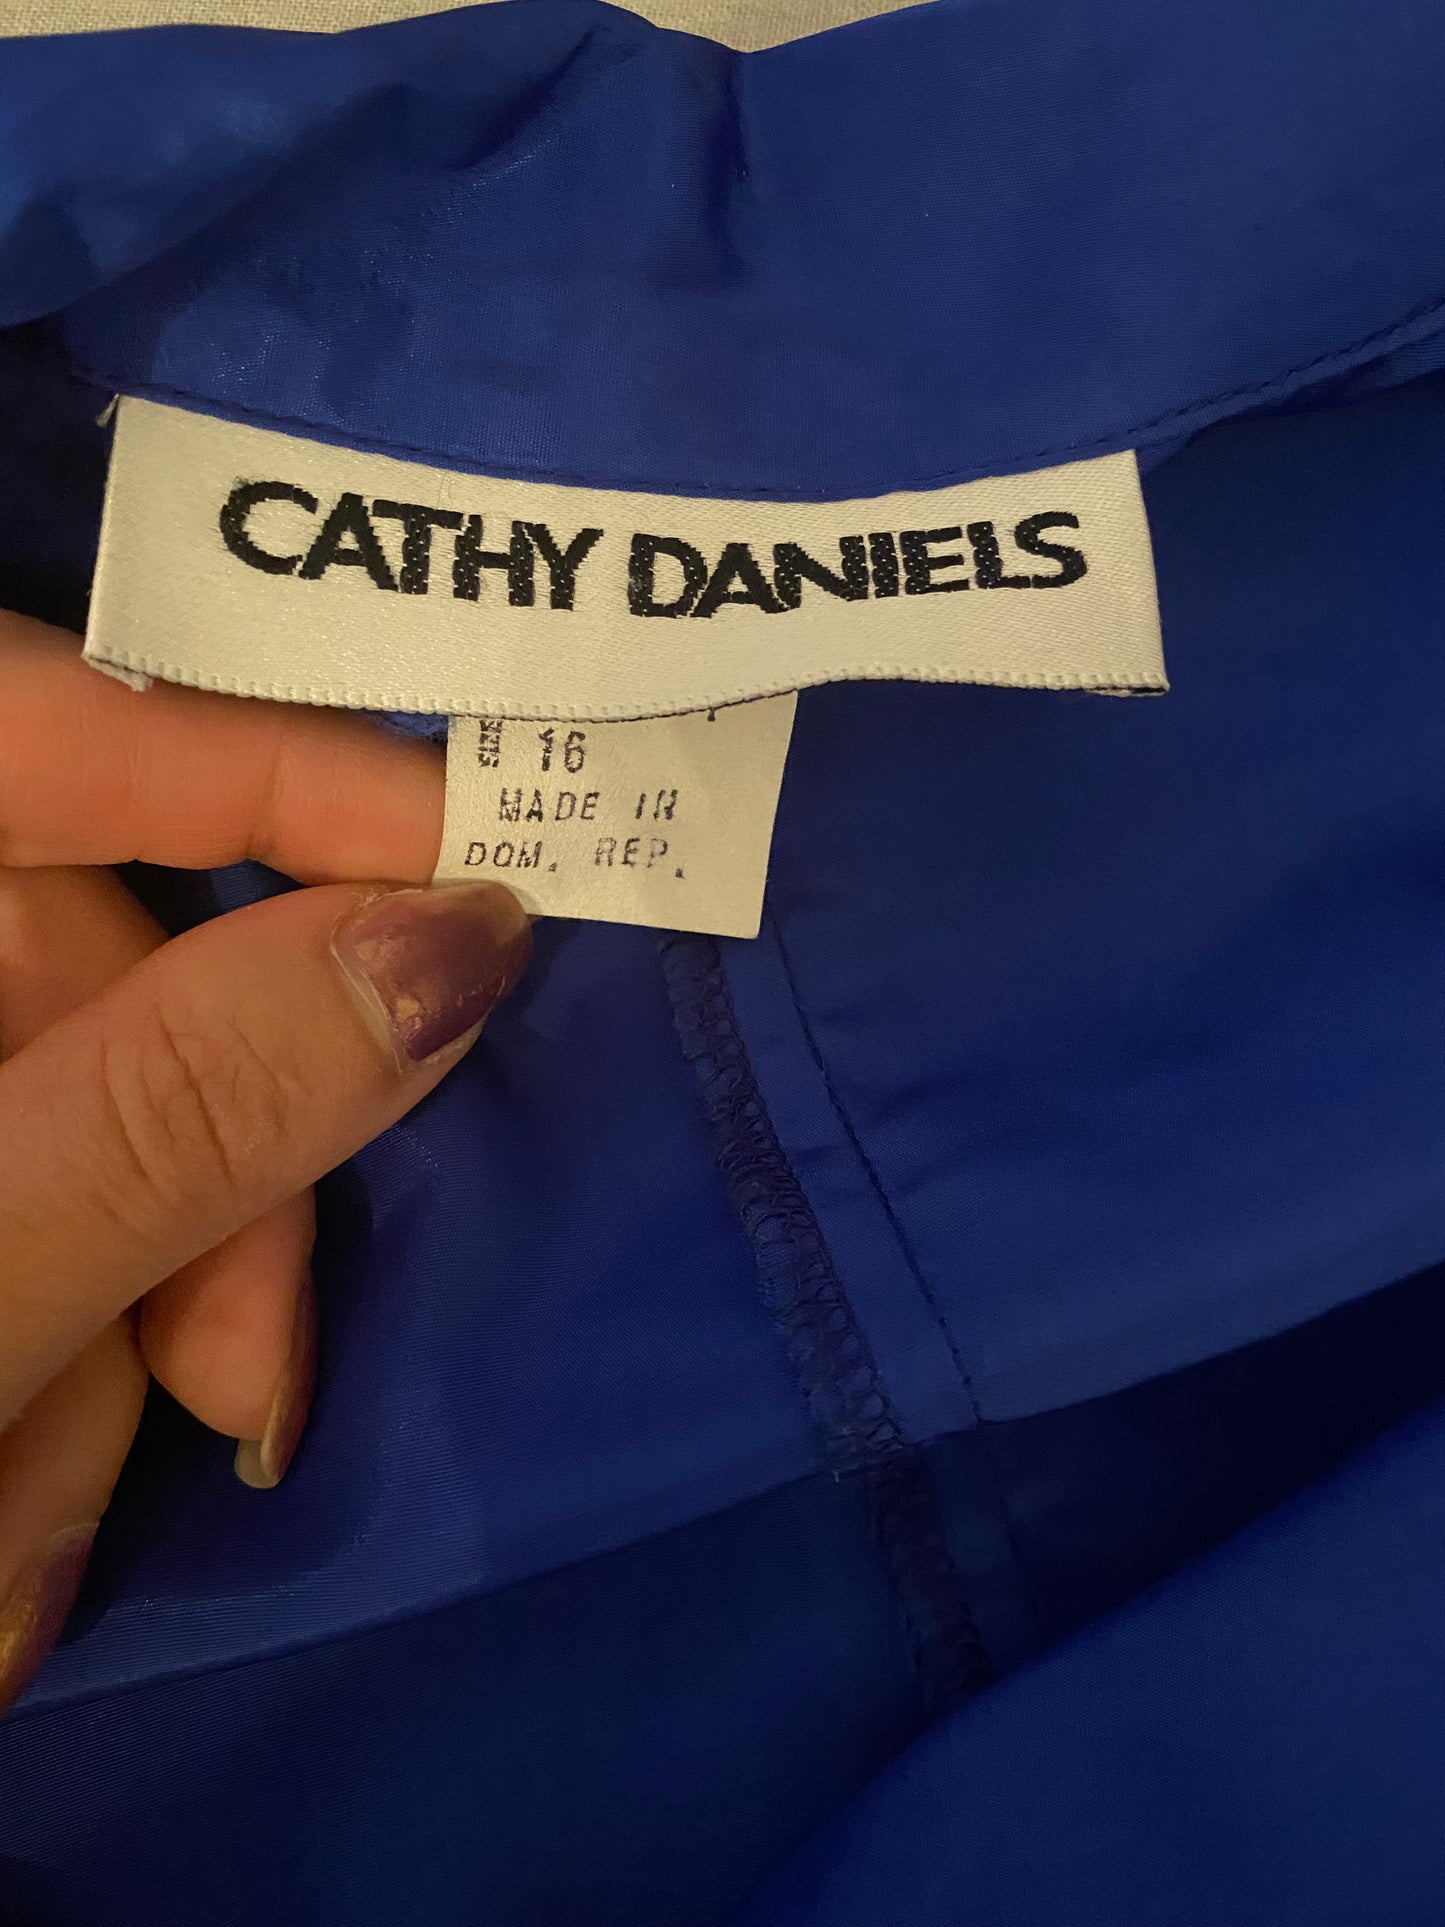 CATHY DANIELS
16
MADE IN
DOM. REP.